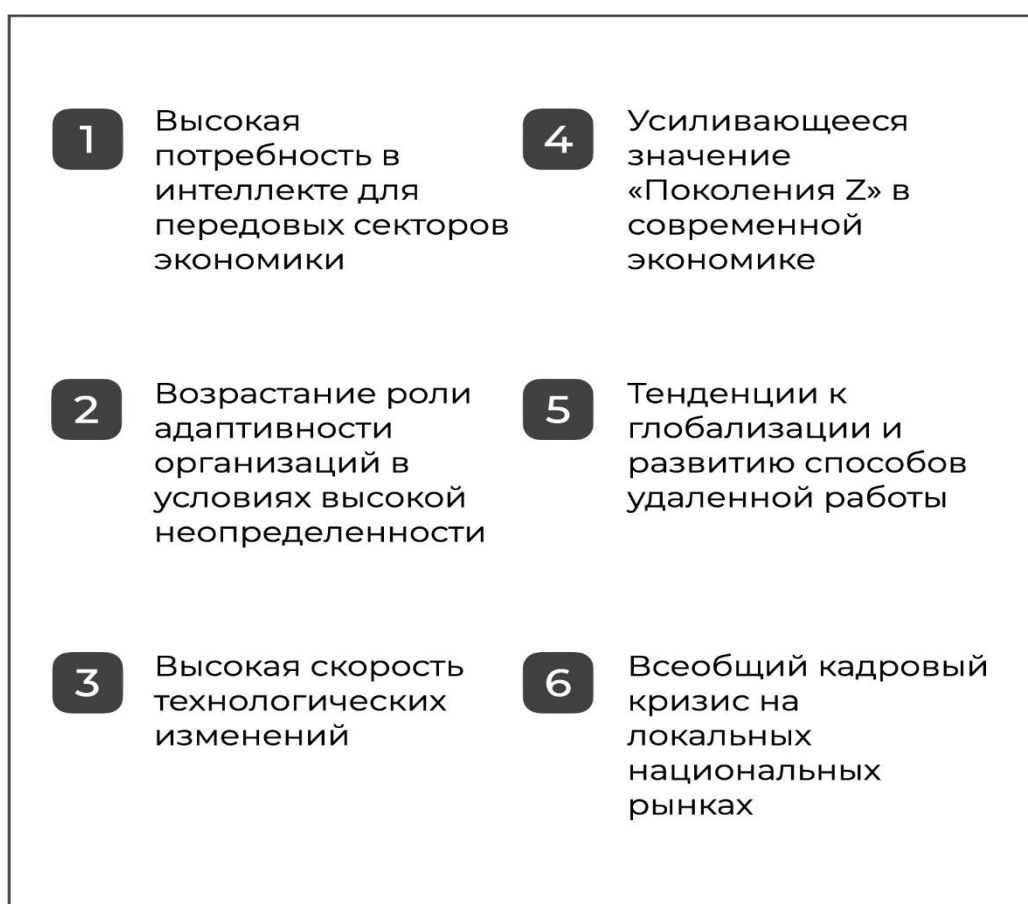 1
Высокая
потребность в
интеллекте для
передовых секторов
экономики
2
Возрастание роли
адаптивности
организаций в
условиях высокой
неопределенности
3
Высокая скорость
технологических
изменений
4
Усиливающееся
значение
«Поколения Z» в
современной
экономике
5
Тенденции к
глобализации и
развитию способов
удаленной работы
6
Всеобщий кадровый
кризис на
локальных
национальных
рынках